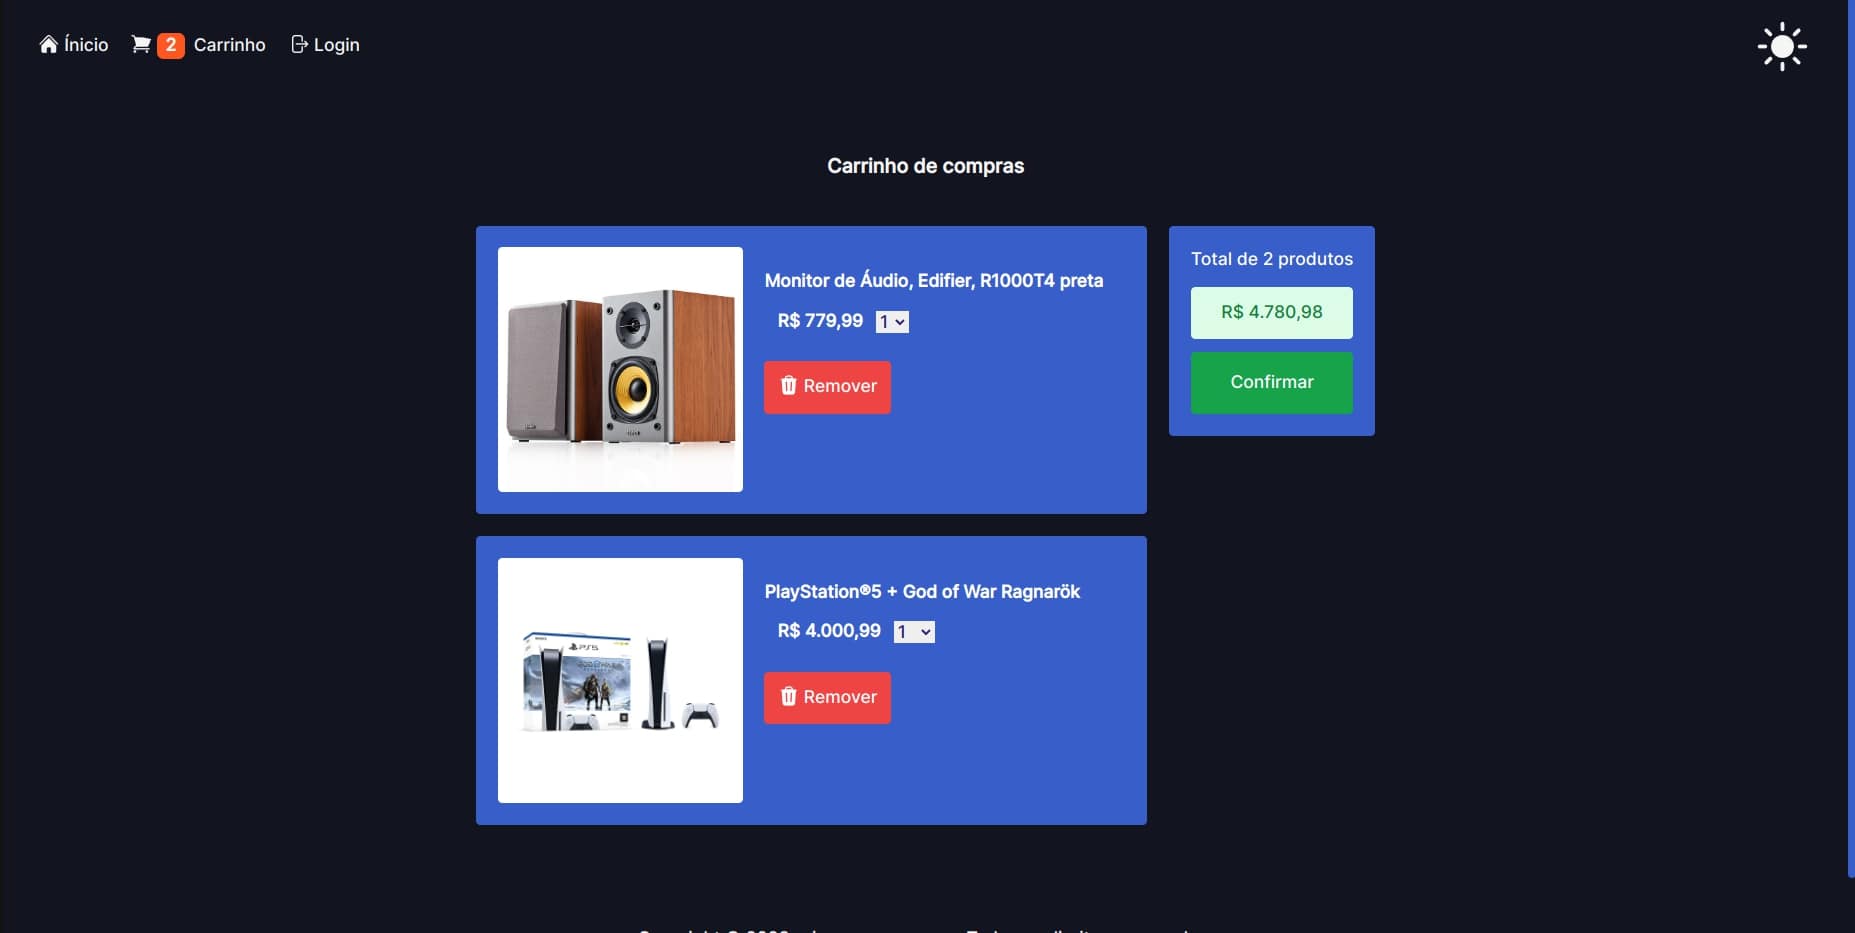 Ínicio 2 Carrinho Login
Carrinho de compras
Monitor de Áudio, Edifier, R1000T4 preta
R$ 779,99 1
Remover
Total de 2 produtos
R$ 4.780,98
Confirmar
PlayStation®5 + God of War Ragnarök
R$ 4.000,99 1
Remover
PS5